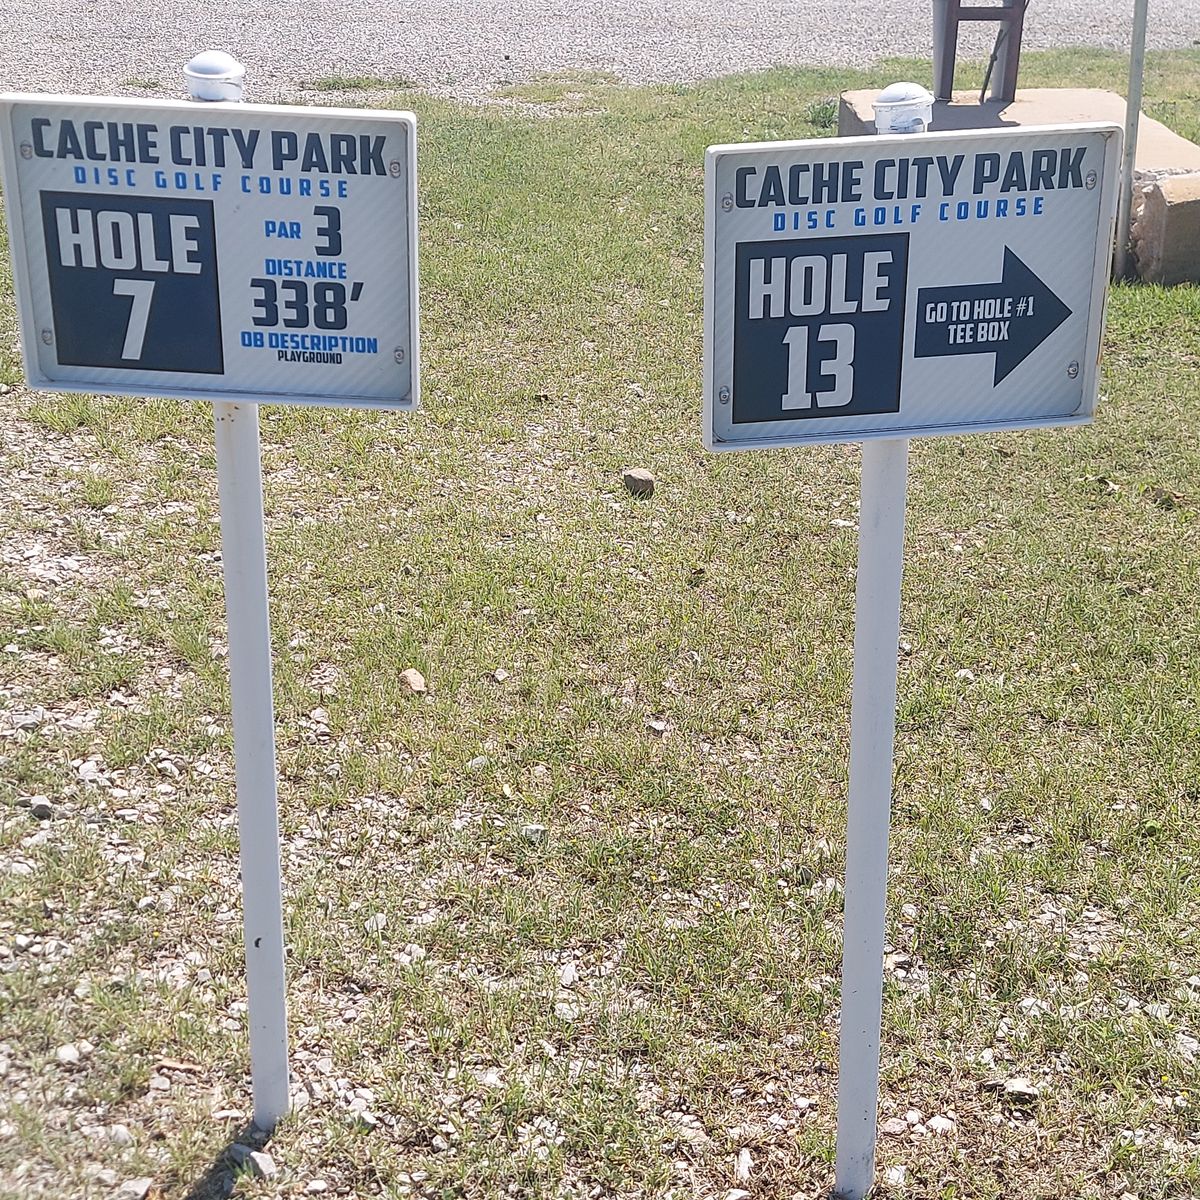 CACHE CITY PARK
DISC GOLF COURSE
HOLE
7
PAR 3
DISTANCE
338'
OB DESCRIPTION
PLAYGROUND
CACHE CITY PARK
DISC GOLF COURSE
HOLE
13
GO TO HOLE #1
TEE BOX